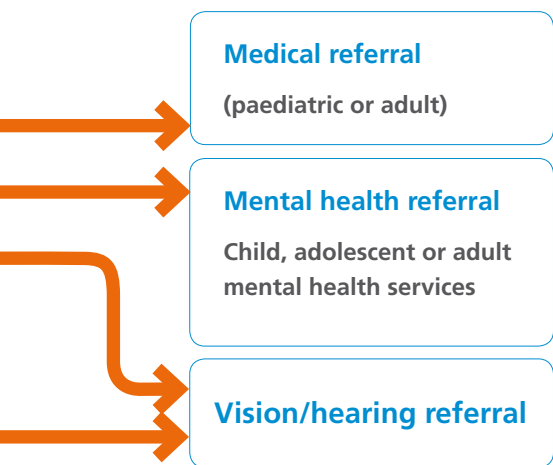 Medical referral
(paediatric or adult)
Mental health referral
Child, adolescent or adult
mental health services
Vision/hearing referral